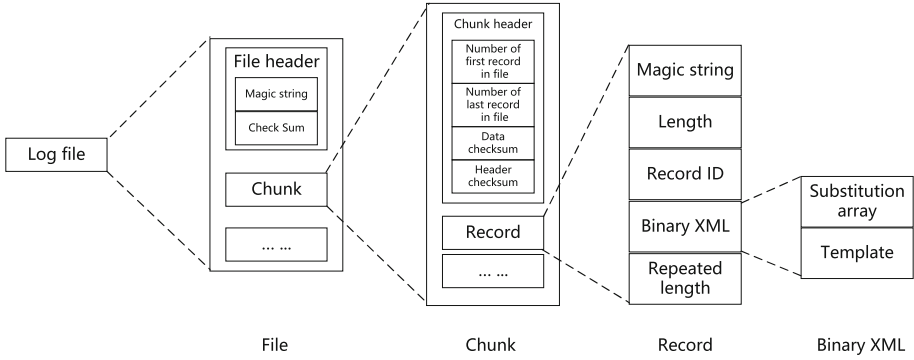 Log file
File header
Magic string
Check Sum
Chunk
... ...
Chunk header
Number of
first record
in file
Number of
last record
in file
Data
checksum
Header
checksum
Record
... ...
Magic string
Length
Record ID
Binary XML
Repeated
length
Substitution
array
Template
File
Chunk
Record
Binary XML